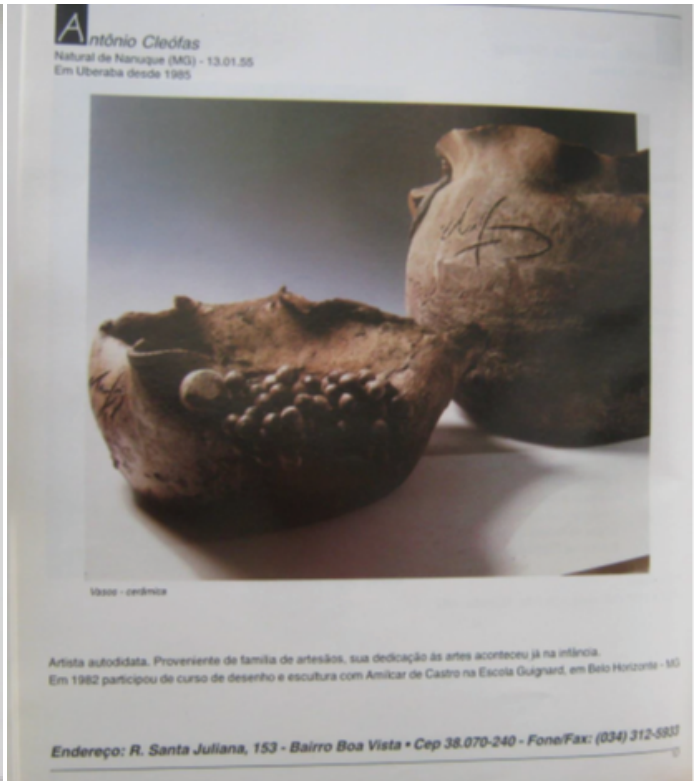 Antônio Cleófas
Natural de Nanuque (MG) - 13.01.55
Em Uberaba desde 1985
Vasos - cerâmica
Artista autodidata. Proveniente de família de artesãos, sua dedicação às artes aconteceu já na infância.
Em 1982 participou de curso de desenho e escultura com Amilcar de Castro na Escola Guignard, em Belo Horizonte - MG
Endereço: R. Santa Juliana, 153 - Bairro Boa Vista • Cep 38.070-240 - Fone/Fax: (034) 312-5933